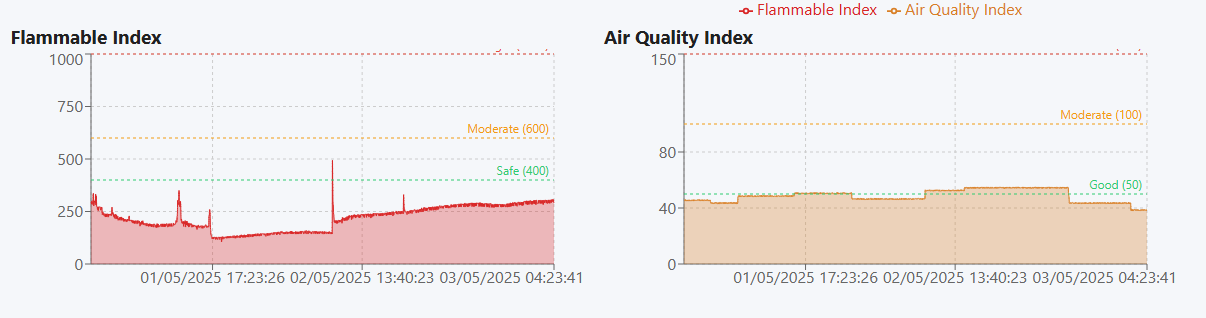 Flammable Index Air Quality Index
Flammable Index
1000
750
500
250
0
Moderate (600)
Safe (400)
01/05/2025 17:23:26 02/05/2025 13:40:23 03/05/2025 04:23:41
Air Quality Index
150
80
40
0
Moderate (100)
Good (50)
01/05/2025 17:23:26 02/05/2025 13:40:23 03/05/2025 04:23:41